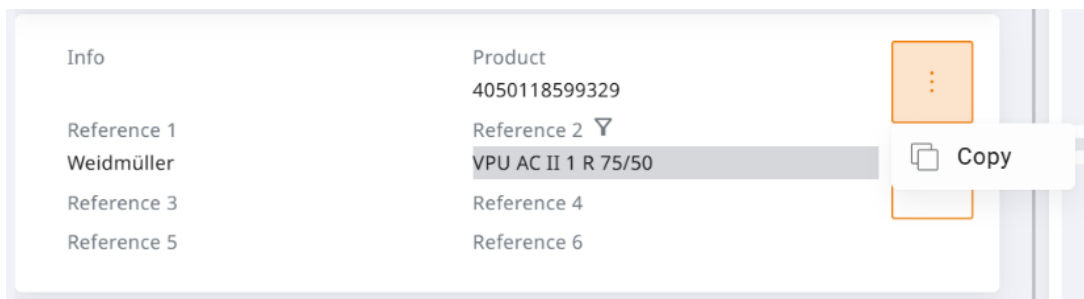 Info
Product
4050118599329
Reference 1
Weidmüller
Reference 2
VPU AC II 1 R 75/50
Copy
Reference 3
Reference 4
Reference 5
Reference 6